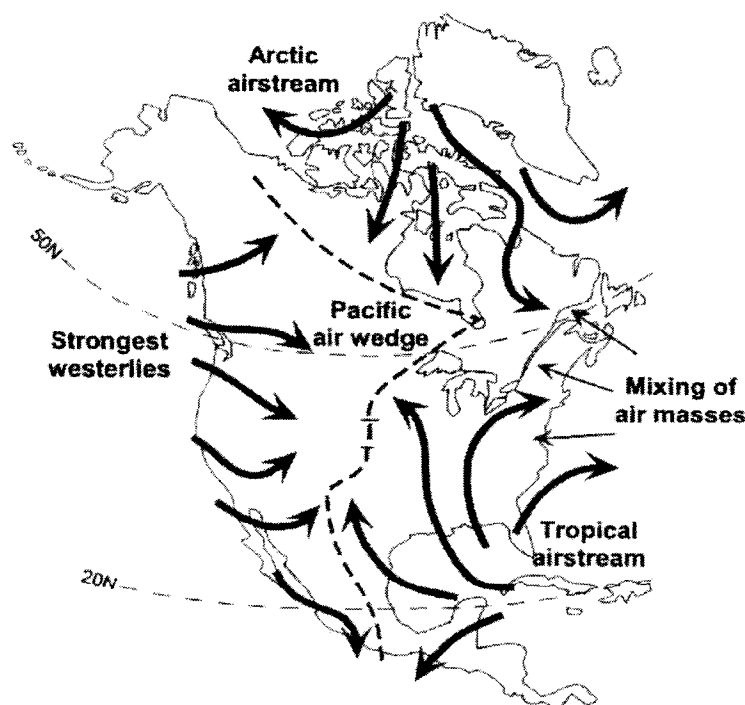 Arctic
airstream
50N
Pacific
air wedge
Strongest
westerlies
Mixing of
air masses
Tropical
airstream
20N